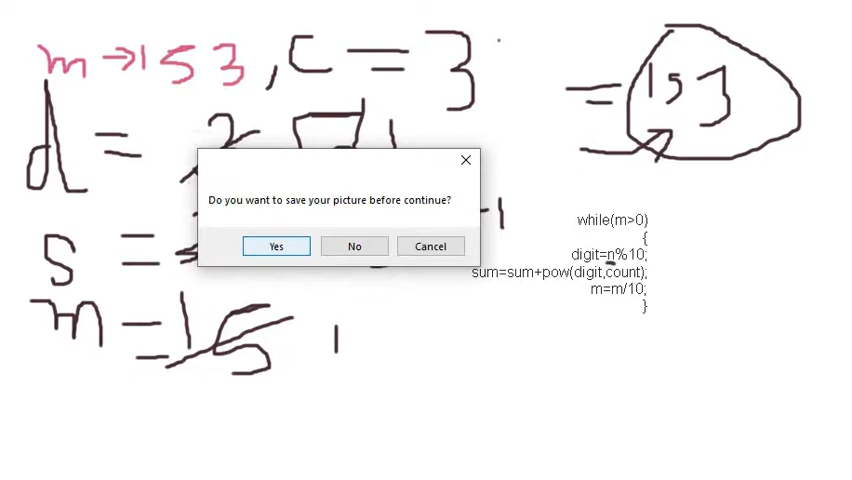 m → 153, C = 3
= 153
d =
Do you want to save your picture before continue?
Yes No Cancel
s =
m = 15 1
while(m>0)
{
digit=n%10;
sum=sum+pow(digit,count);
m=m/10;
}